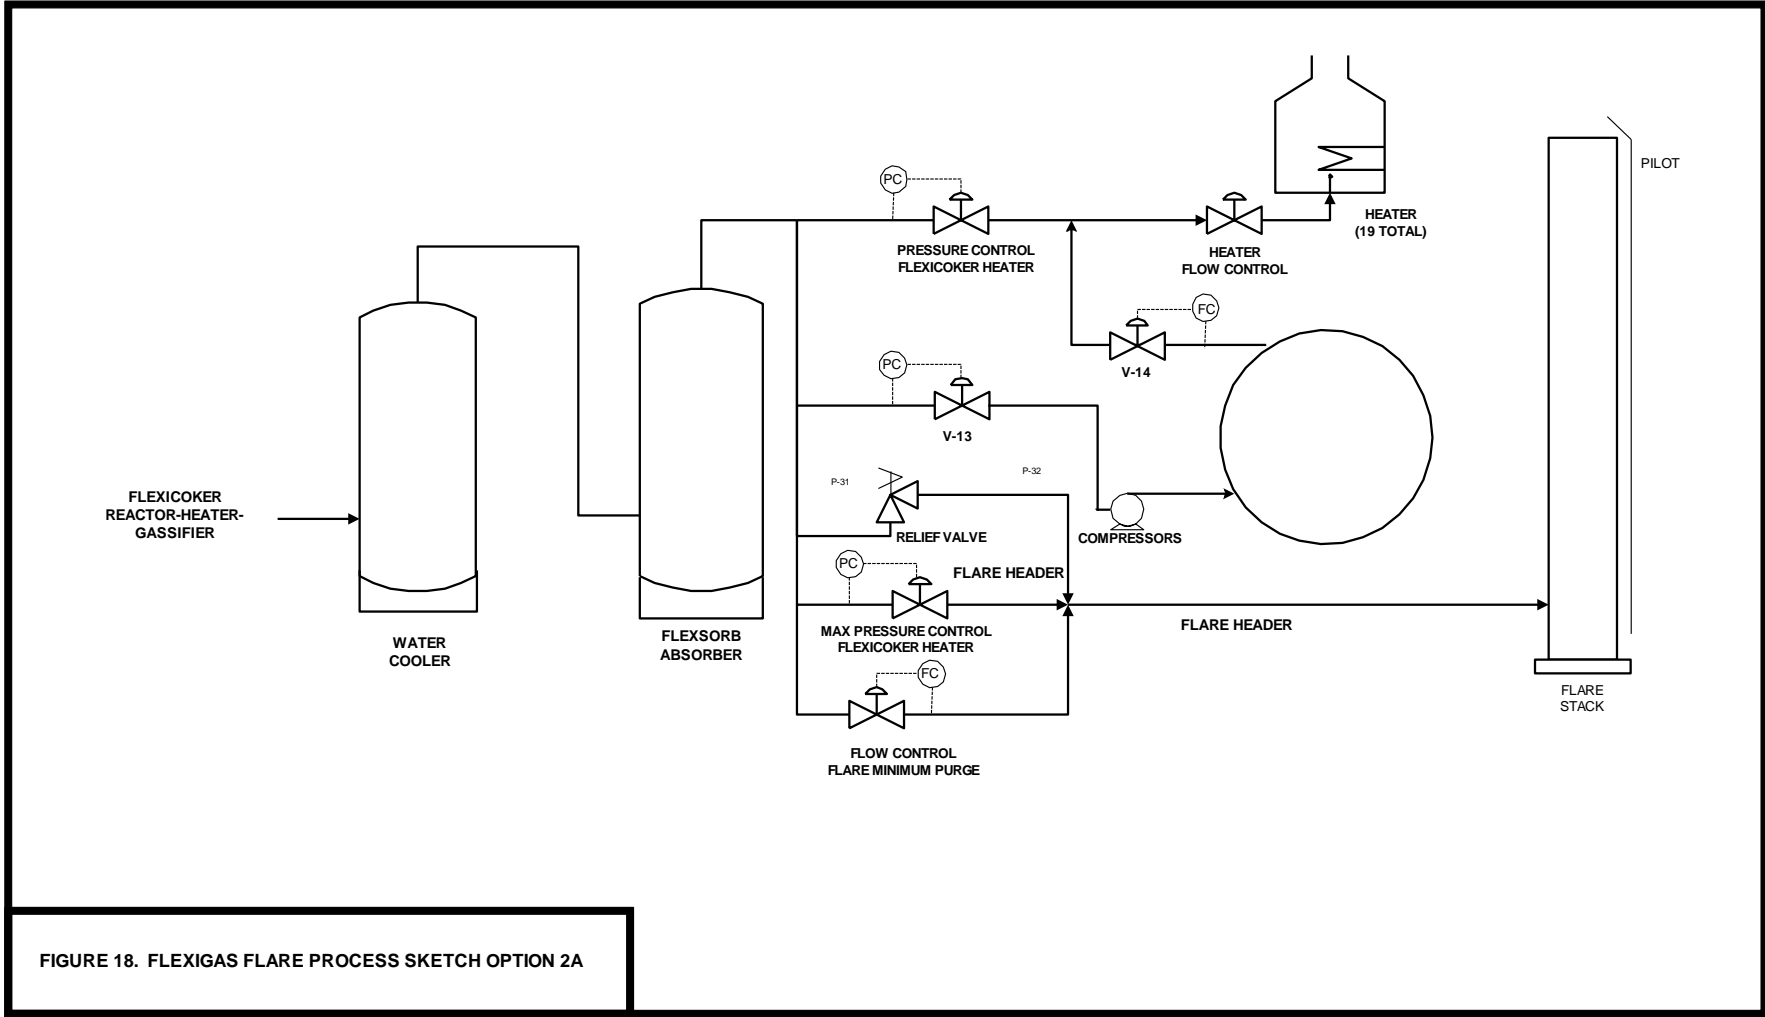 PILOT
PC
HEATER
(19 TOTAL)
PRESSURE CONTROL
FLEXICOKER HEATER
HEATER
FLOW CONTROL
FC
V-14
PC
V-13
P-31
P-32
FLEXICOKER
REACTOR-HEATER-
GASSIFIER
RELIEF VALVE
COMPRESSORS
PC
FLARE HEADER
MAX PRESSURE CONTROL
FLEXICOKER HEATER
FLARE HEADER
WATER
COOLER
FLEXSORB
ABSORBER
FC
FLARE
STACK
FLOW CONTROL
FLARE MINIMUM PURGE
FIGURE 18. FLEXIGAS FLARE PROCESS SKETCH OPTION 2A